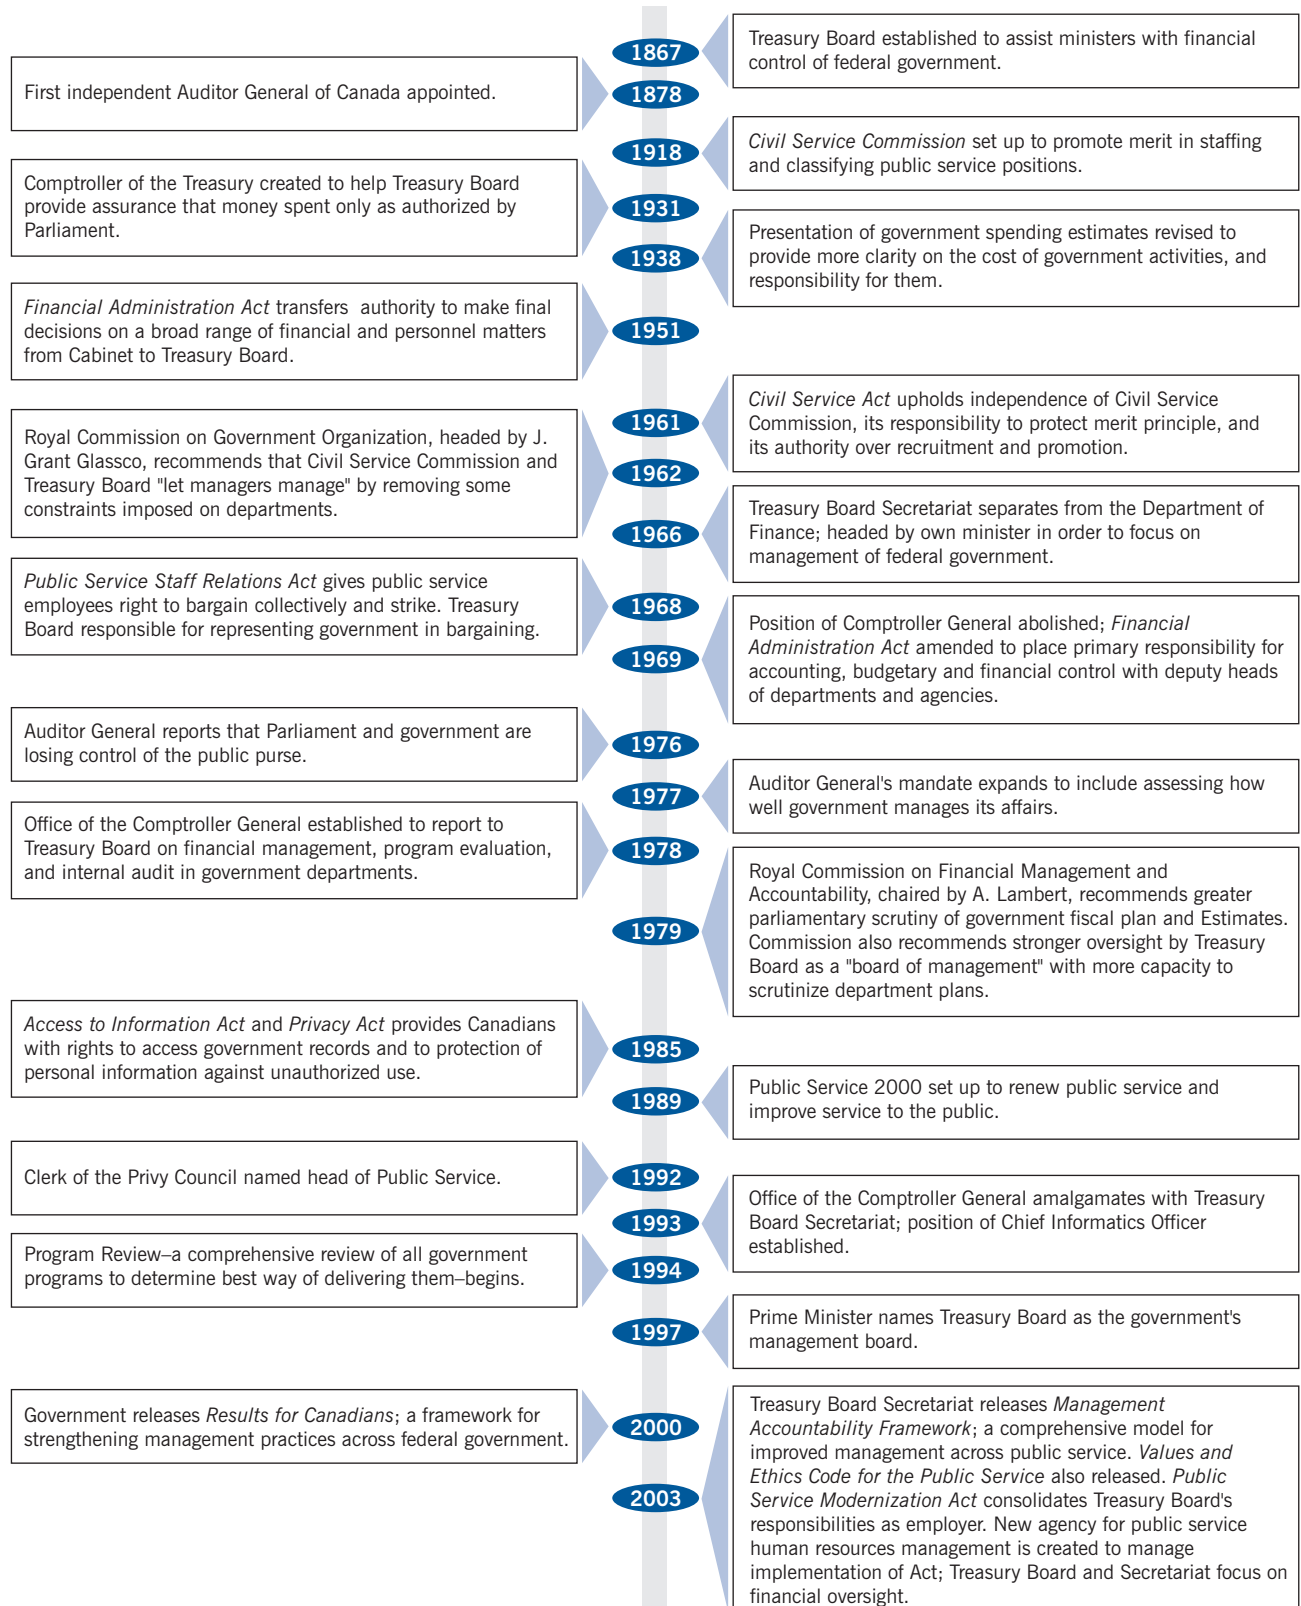 1867
Treasury Board established to assist ministers with financial
control of federal government.
First independent Auditor General of Canada appointed.
1878
1918
Civil Service Commission set up to promote merit in staffing
and classifying public service positions.
Comptroller of the Treasury created to help Treasury Board
provide assurance that money spent only as authorized by
Parliament.
1931
1938
Presentation of government spending estimates revised to
provide more clarity on the cost of government activities, and
responsibility for them.
Financial Administration Act transfers authority to make final
decisions on a broad range of financial and personnel matters
from Cabinet to Treasury Board.
1951
1961
Civil Service Act upholds independence of Civil Service
Commission, its responsibility to protect merit principle, and
its authority over recruitment and promotion.
Royal Commission on Government Organization, headed by J.
Grant Glassco, recommends that Civil Service Commission and
Treasury Board "let managers manage" by removing some
constraints imposed on departments.
1962
1966
Treasury Board Secretariat separates from the Department of
Finance; headed by own minister in order to focus on
management of federal government.
Public Service Staff Relations Act gives public service
employees right to bargain collectively and strike. Treasury
Board responsible for representing government in bargaining.
1968
1969
Position of Comptroller General abolished; Financial
Administration Act amended to place primary responsibility for
accounting, budgetary and financial control with deputy heads
of departments and agencies.
Auditor General reports that Parliament and government are
losing control of the public purse.
1976
1977
Auditor General's mandate expands to include assessing how
well government manages its affairs.
Office of the Comptroller General established to report to
Treasury Board on financial management, program evaluation,
and internal audit in government departments.
1978
1979
Royal Commission on Financial Management and
Accountability, chaired by A. Lambert, recommends greater
parliamentary scrutiny of government fiscal plan and Estimates.
Commission also recommends stronger oversight by Treasury
Board as a "board of management" with more capacity to
scrutinize department plans.
Access to Information Act and Privacy Act provides Canadians
with rights to access government records and to protection of
personal information against unauthorized use.
1985
1989
Public Service 2000 set up to renew public service and
improve service to the public.
Clerk of the Privy Council named head of Public Service.
1992
1993
Office of the Comptroller General amalgamates with Treasury
Board Secretariat; position of Chief Informatics Officer
established.
Program Review–a comprehensive review of all government
programs to determine best way of delivering them–begins.
1994
1997
Prime Minister names Treasury Board as the government's
management board.
Government releases Results for Canadians; a framework for
strengthening management practices across federal government.
2000
2003
Treasury Board Secretariat releases Management
Accountability Framework; a comprehensive model for
improved management across public service. Values and
Ethics Code for the Public Service also released. Public
Service Modernization Act consolidates Treasury Board's
responsibilities as employer. New agency for public service
human resources management is created to manage
implementation of Act; Treasury Board and Secretariat focus on
financial oversight.